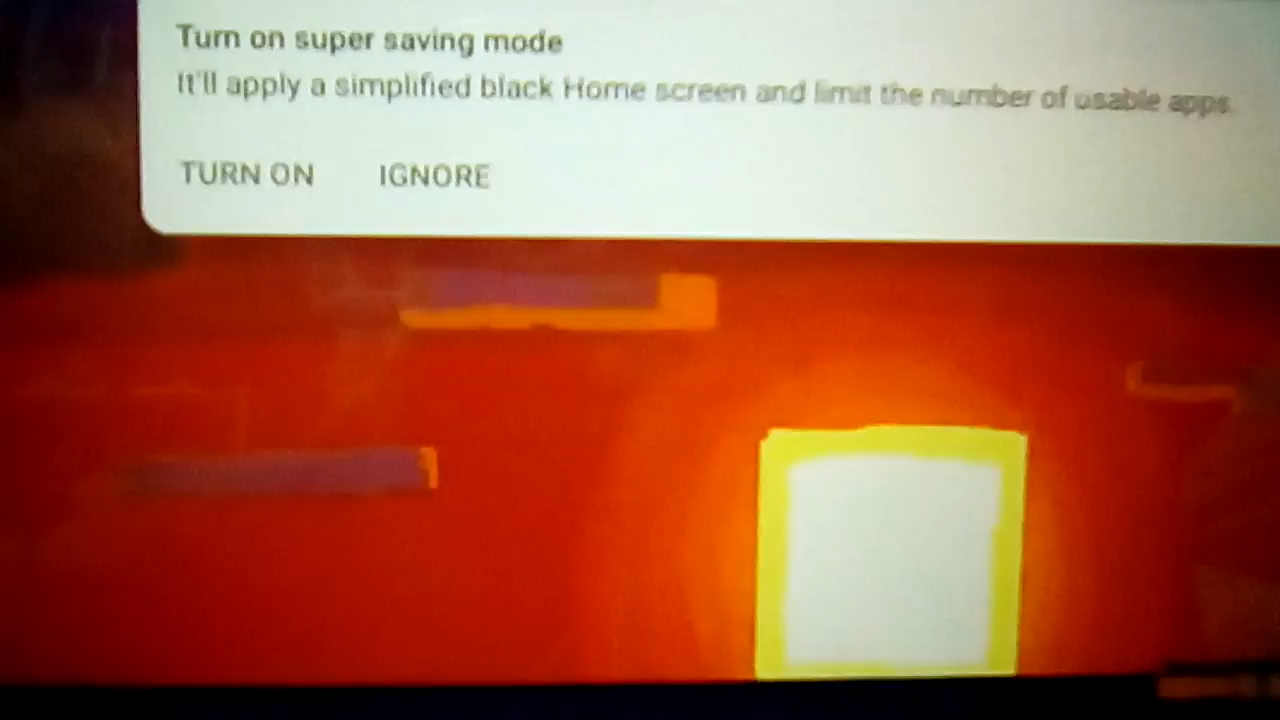 Turn on super saving mode
It'll apply a simplified black Home screen and limit the number of usable apps.
TURN ON IGNORE